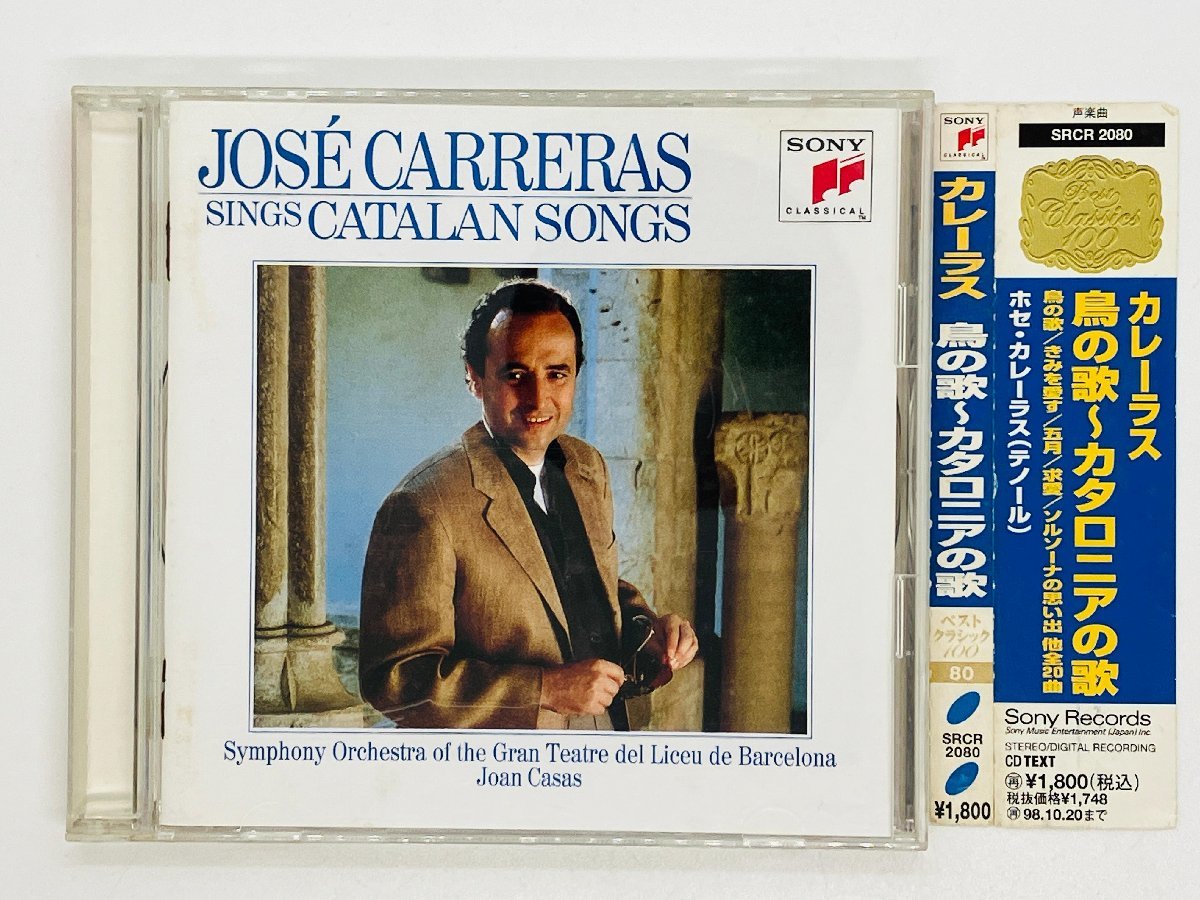 JOSÉ CARRERAS
SINGS CATALAN SONGS
SONY
CLASSICAL
TM
Symphony Orchestra of the Gran Teatre del Liceu de Barcelona
Joan Casas
SONY
CLASSICAL
カレーラス 鳥の歌～カタロニアの歌
ベスト
クラシック
100
80
SRCR
2080
¥1,800
声楽曲
SRCR 2080
Best
Classics
100
カレーラス
鳥の歌～カタロニアの歌
鳥の歌/きみを愛す/五月/求愛/ソルソーナの思い出 他全20曲
ホセ・カレーラス(テノール)
Sony Records
Sony Music Entertainment (Japan) Inc.
STEREO/DIGITAL RECORDING
CD TEXT
再¥1,800(税込)
税抜価格¥1,748
再98.10.20まで